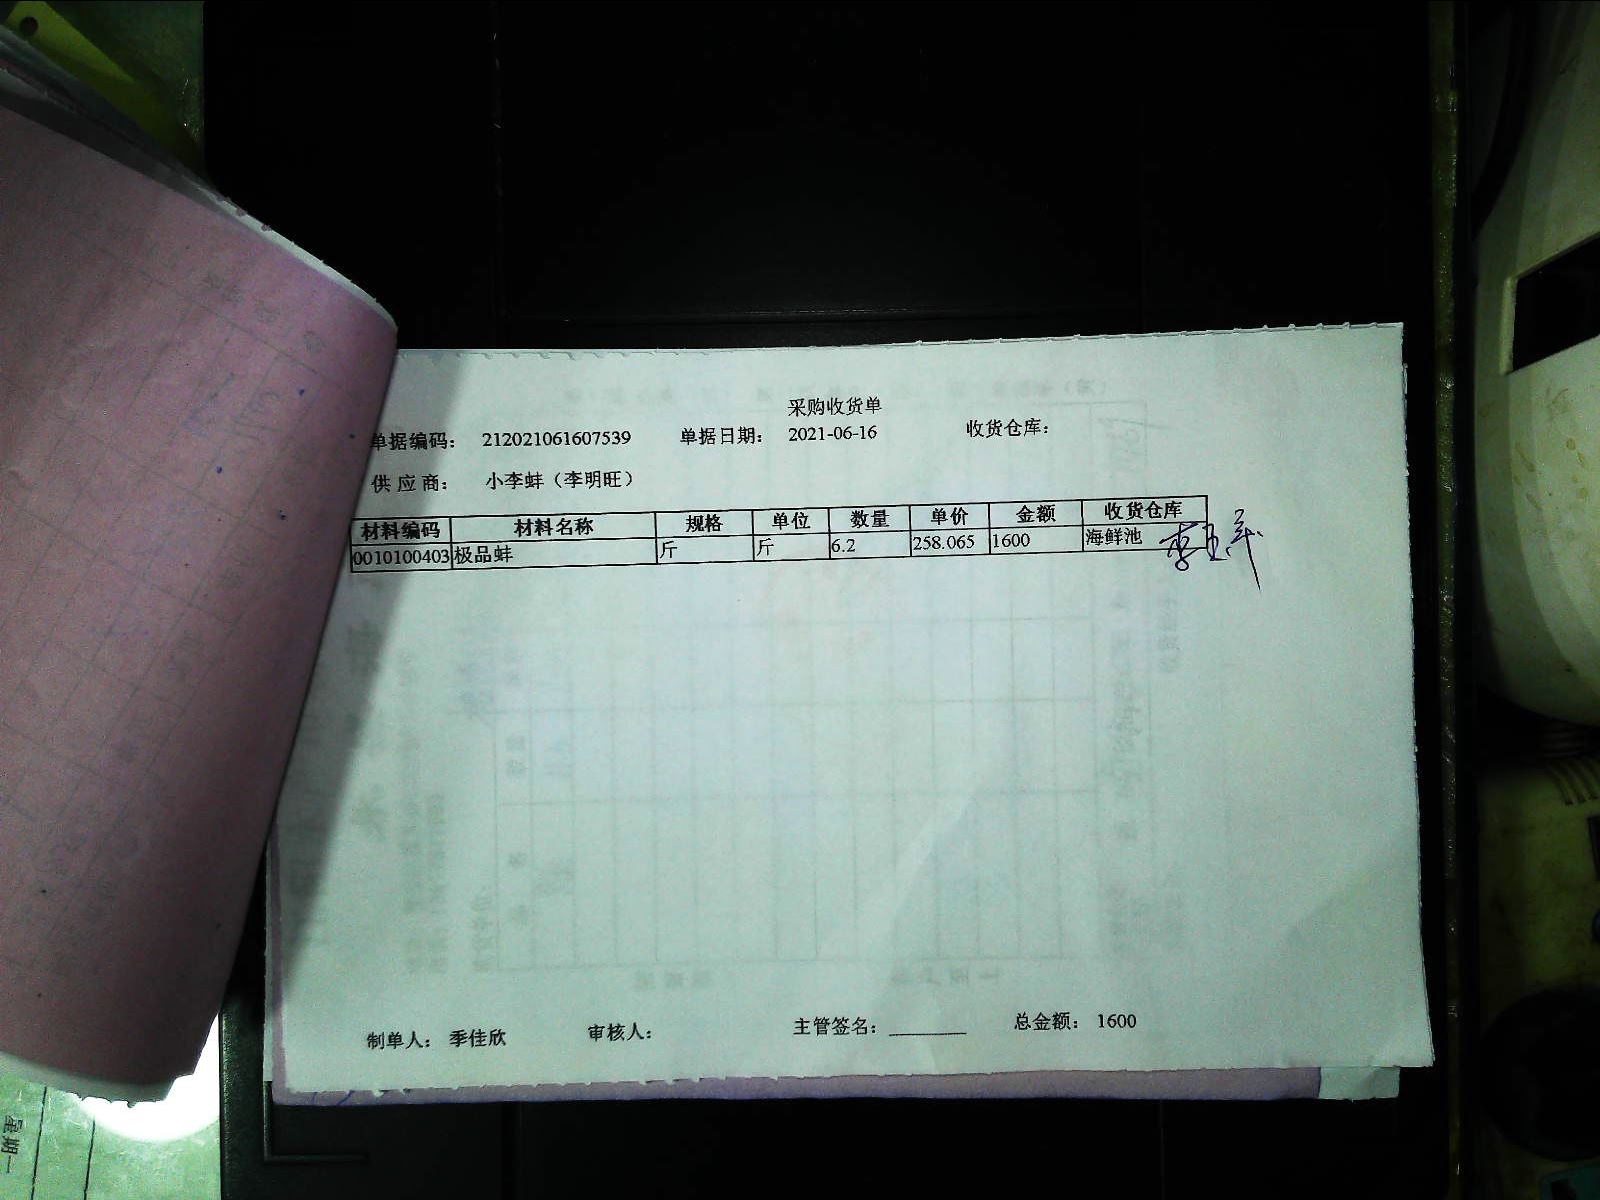 采购收货单
单据编码： 212021061607539 单据日期： 2021-06-16 收货仓库：
供 应 商： 小李蚌（李明旺）
材料编码 材料名称 规格 单位 数量 单价 金额 收货仓库
0010100403 极品蚌 斤 斤 6.2 258.065 1600 海鲜池
制单人： 季佳欣 审核人： 主管签名： ________ 总金额： 1600
星期一